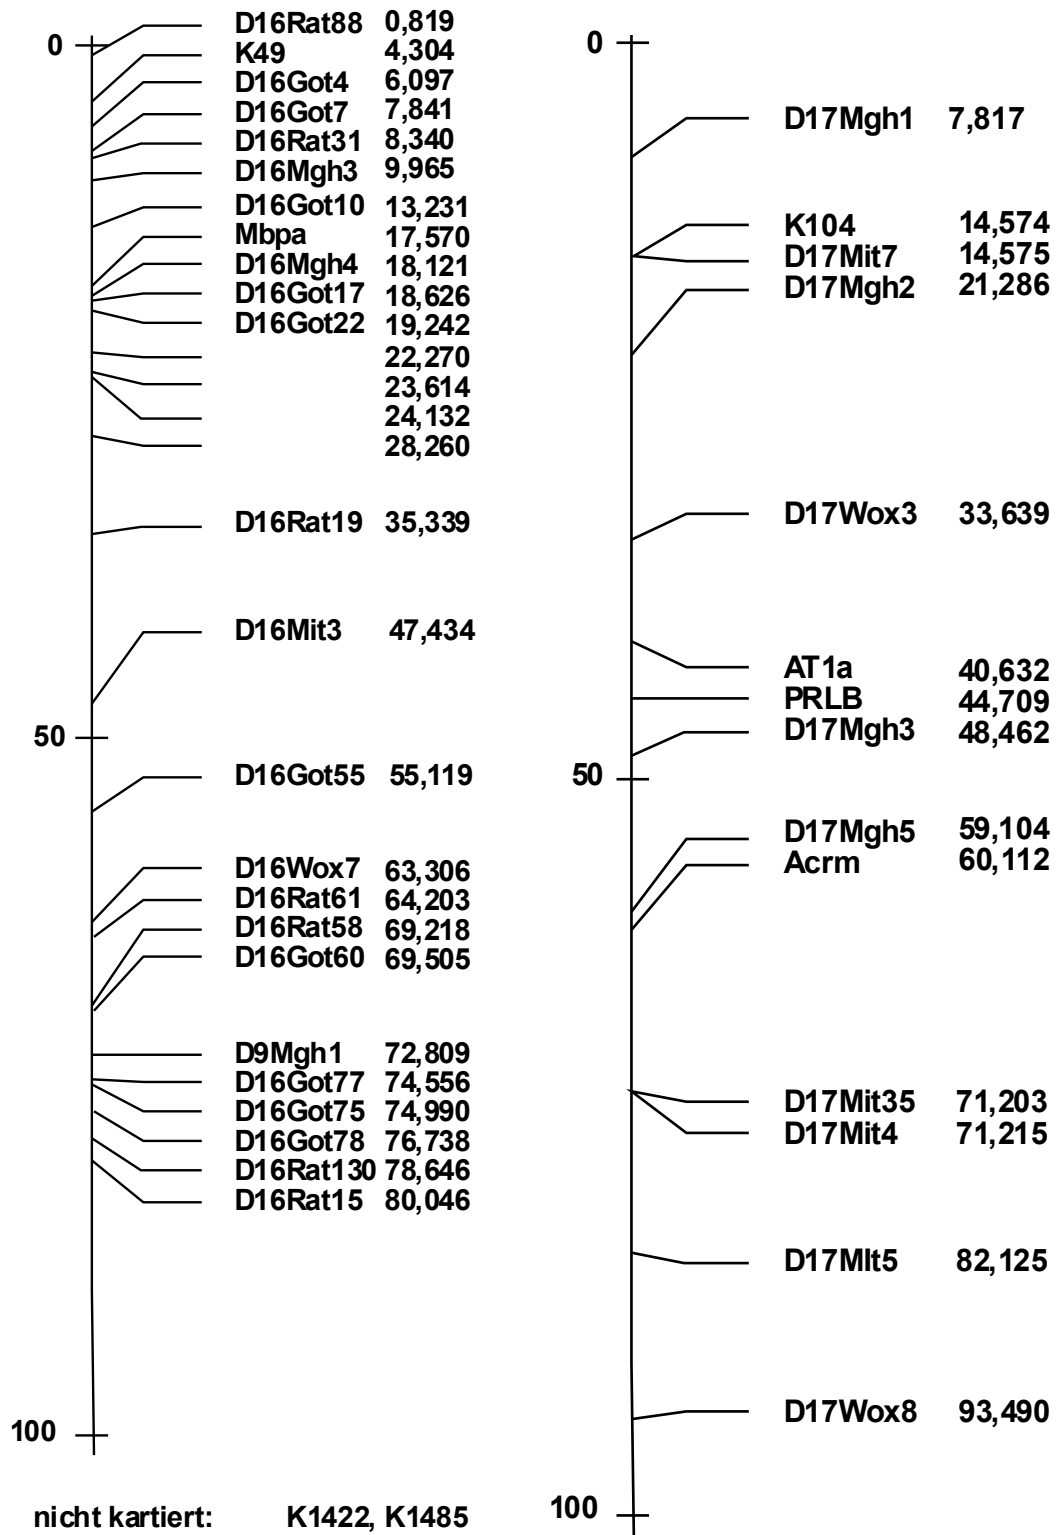 0
D16Rat88 0,819
K49 4,304
D16Got4 6,097
D16Got7 7,841
D16Rat31 8,340
D16Mgh3 9,965
D16Got10 13,231
Mbpa 17,570
D16Mgh4 18,121
D16Got17 18,626
D16Got22 19,242
22,270
23,614
24,132
28,260
D16Rat19 35,339
D16Mit3 47,434
50
D16Got55 55,119
D16Wox7 63,306
D16Rat61 64,203
D16Rat58 69,218
D16Got60 69,505
D9Mgh1 72,809
D16Got77 74,556
D16Got75 74,990
D16Got78 76,738
D16Rat130 78,646
D16Rat15 80,046
100
nicht kartiert: K1422, K1485
0
D17Mgh1 7,817
K104 14,574
D17Mit7 14,575
D17Mgh2 21,286
D17Wox3 33,639
AT1a 40,632
PRLB 44,709
D17Mgh3 48,462
50
D17Mgh5 59,104
Acrm 60,112
D17Mit35 71,203
D17Mit4 71,215
D17MIt5 82,125
D17Wox8 93,490
100